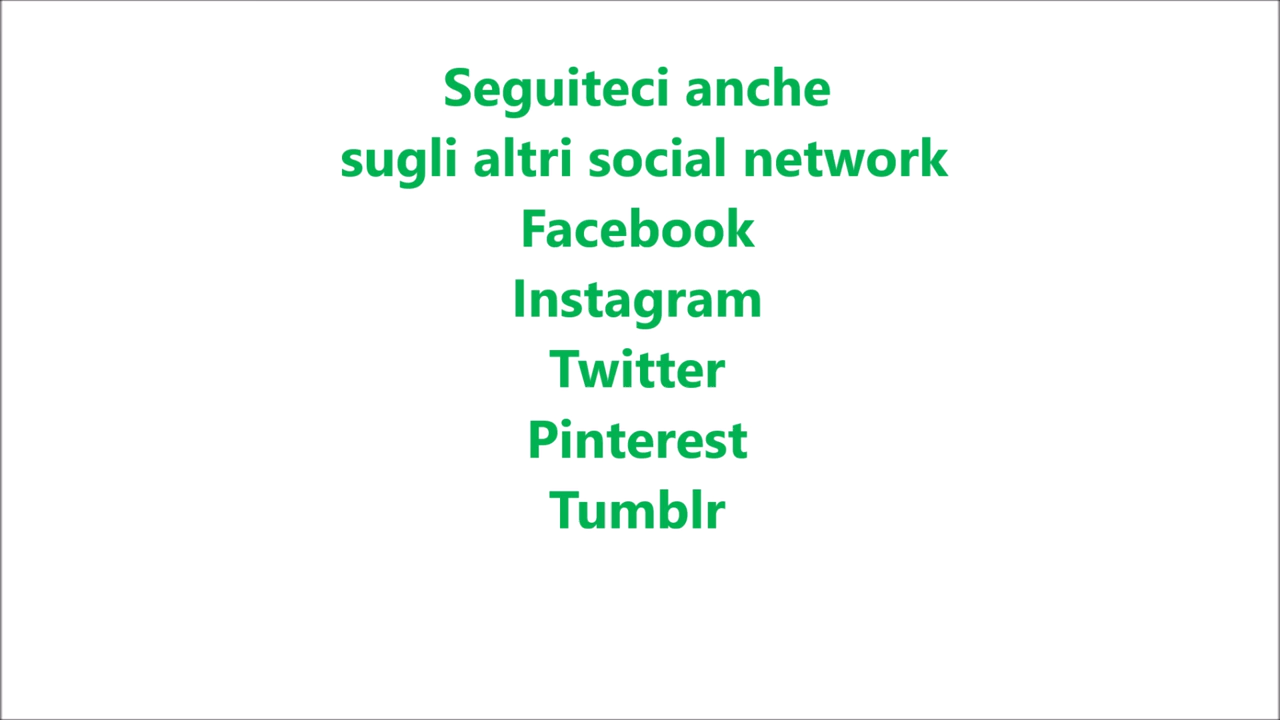 Seguiteci anche
sugli altri social network
Facebook
Instagram
Twitter
Pinterest
Tumblr